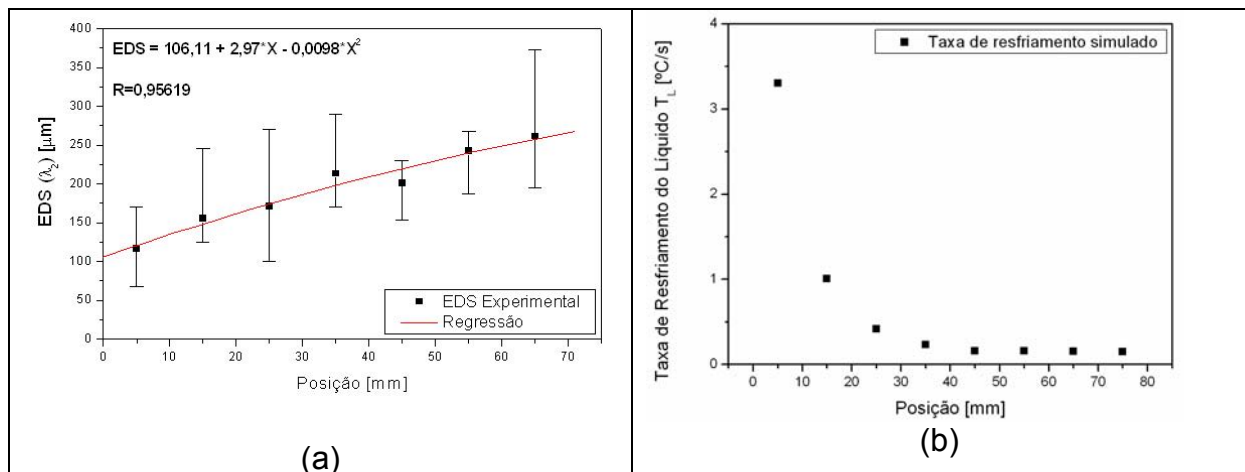 EDS = 106,11 + 2,97*X - 0,0098*X²
R=0,95619
400
350
300
250
200
150
100
50
0
EDS (λ₂) [µm]
EDS Experimental
Regressão
0 10 20 30 40 50 60 70
Posição [mm]
(a)
Taxa de resfriamento simulado
4
3
2
1
0
Taxa de Resfriamento do Líquido T_L [ºC/s]
0 10 20 30 40 50 60 70 80
Posição [mm]
(b)